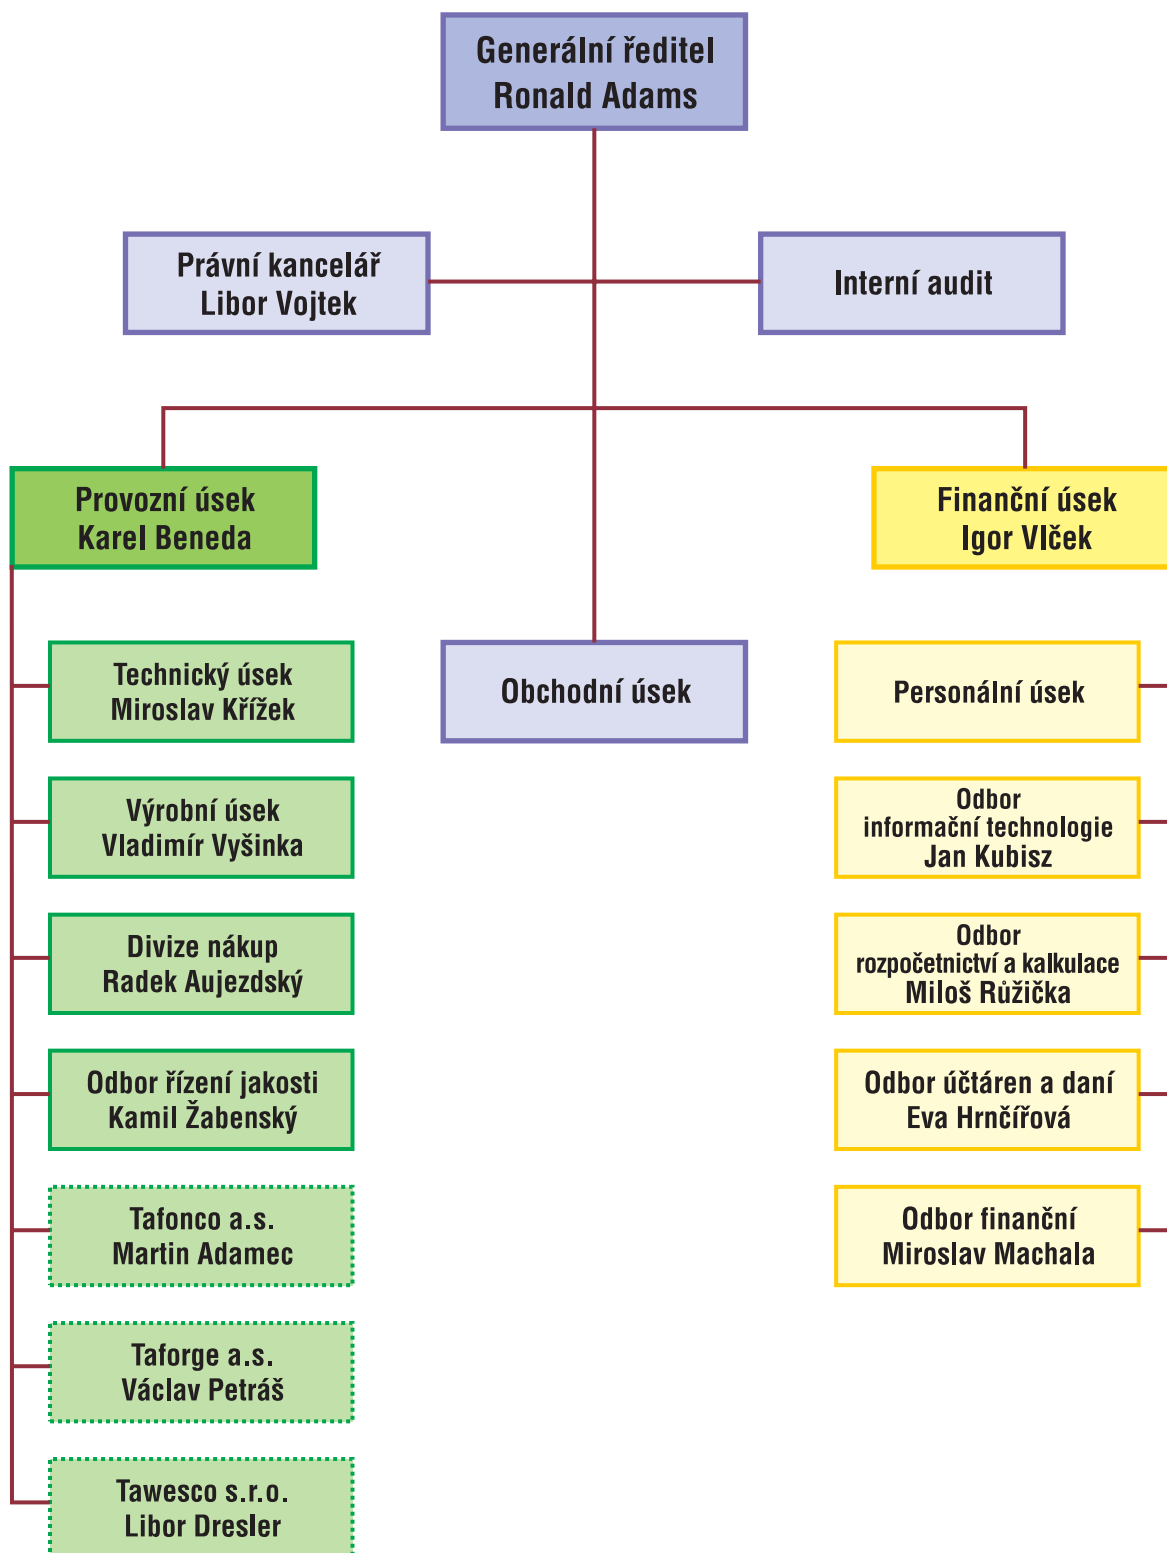 Generální ředitel
Ronald Adams
Právní kancelář
Libor Vojtek
Interní audit
Provozní úsek
Karel Beneda
Finanční úsek
Igor Vlček
Technický úsek
Miroslav Křížek
Obchodní úsek
Personální úsek
Výrobní úsek
Vladimír Vyšinka
Odbor
informační technologie
Jan Kubisz
Divize nákup
Radek Aujezdský
Odbor
rozpočetnictví a kalkulace
Miloš Růžička
Odbor řízení jakosti
Kamil Žabenský
Odbor účtáren a daní
Eva Hrnčířová
Tafonco a.s.
Martin Adamec
Odbor finanční
Miroslav Machala
Taforge a.s.
Václav Petráš
Tawesco s.r.o.
Libor Dresler